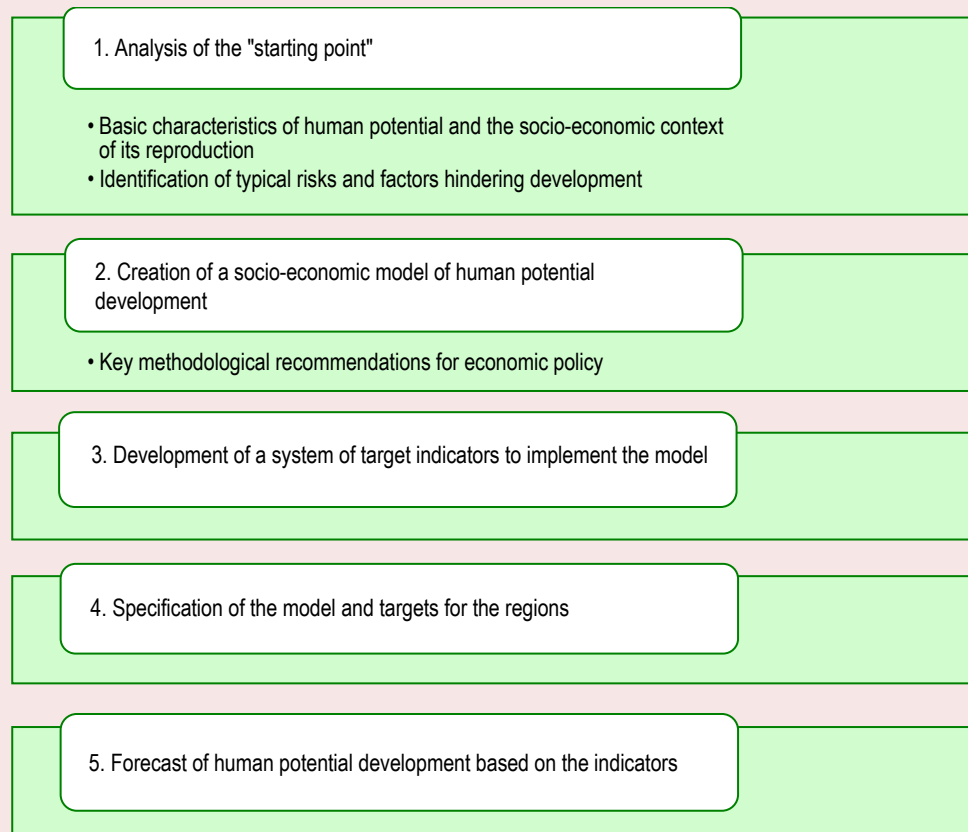 1. Analysis of the "starting point"
• Basic characteristics of human potential and the socio-economic context
of its reproduction
• Identification of typical risks and factors hindering development
2. Creation of a socio-economic model of human potential
development
• Key methodological recommendations for economic policy
3. Development of a system of target indicators to implement the model
4. Specification of the model and targets for the regions
5. Forecast of human potential development based on the indicators